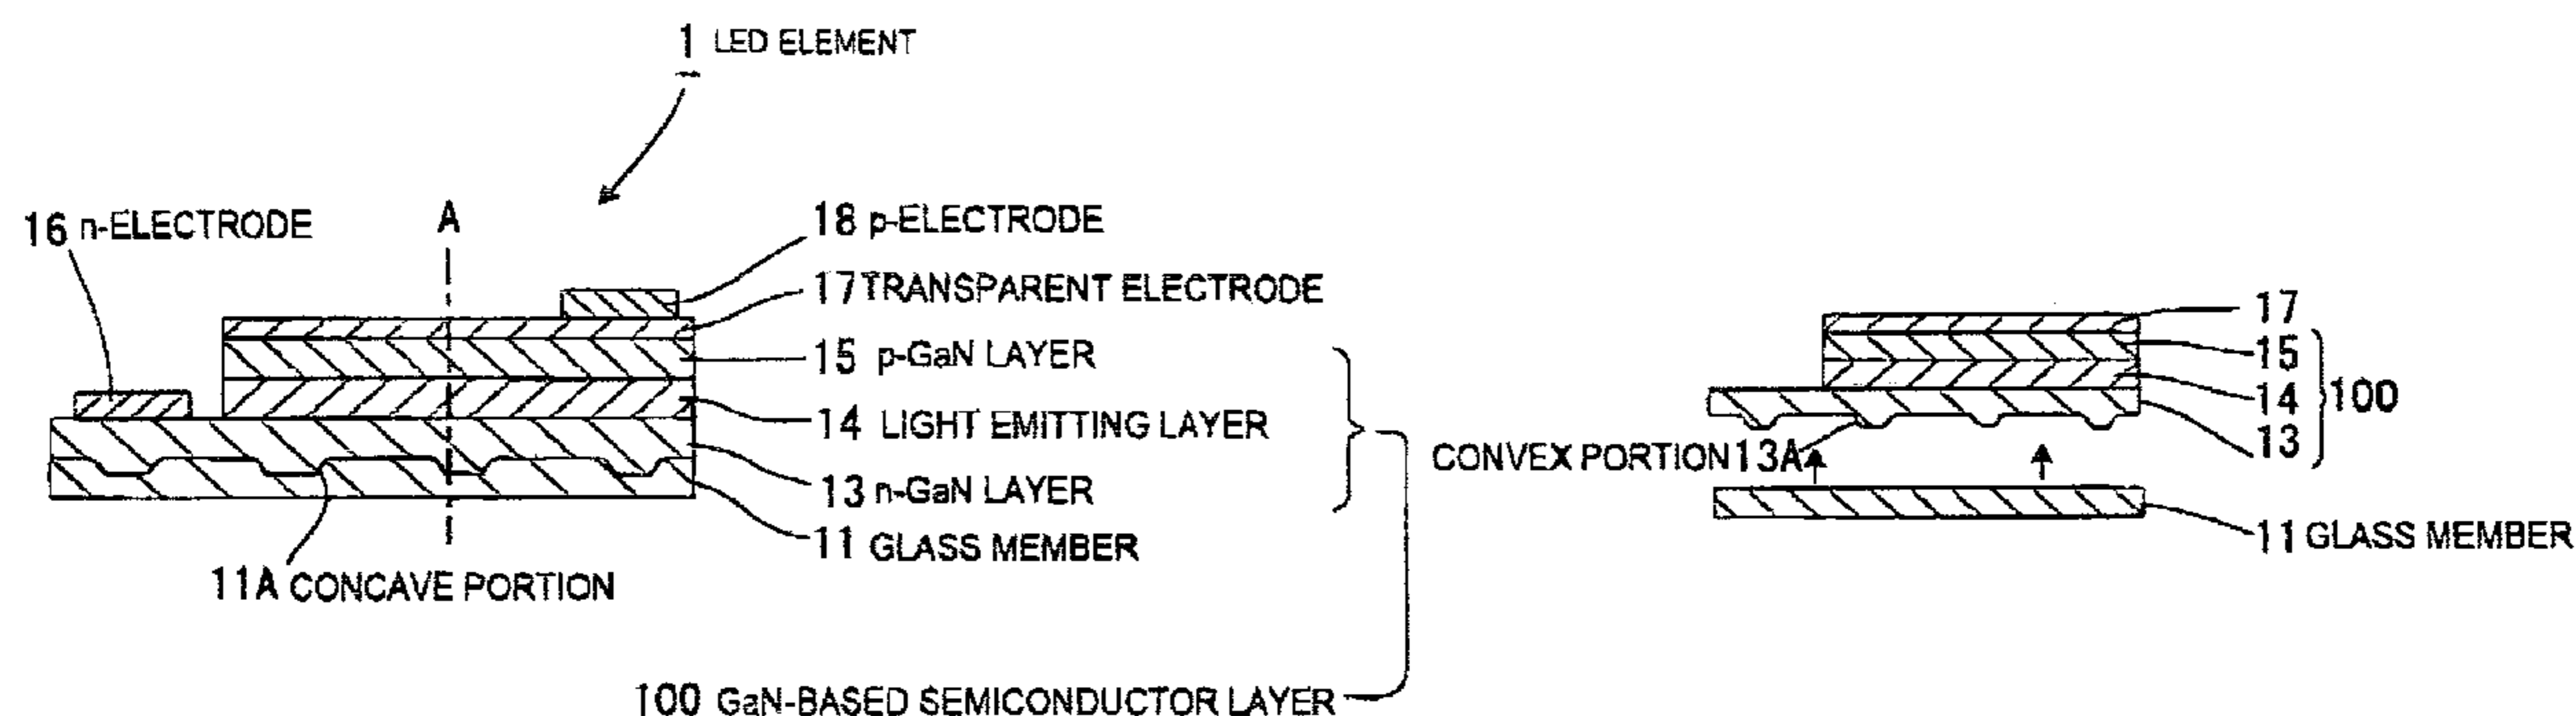 1 LED ELEMENT
16 n-ELECTRODE
A
18 p-ELECTRODE
17 TRANSPARENT ELECTRODE
15 p-GaN LAYER
14 LIGHT EMITTING LAYER
13 n-GaN LAYER
11 GLASS MEMBER
11A CONCAVE PORTION
100 GaN-BASED SEMICONDUCTOR LAYER
17
15
14
13
100
CONVEX PORTION 13A
11 GLASS MEMBER